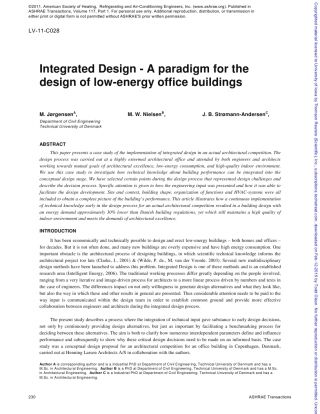 ©2011, American Society of Heating, Refrigerating and Air-Conditioning Engineers, Inc. (www.ashrae.org). Published in
ASHRAE Transactions, Volume 117, Part 1. For personal use only. Additional reproduction, distribution, or transmission in
either print or digital form is not permitted without ASHRAE's prior written permission.
LV-11-C028
Integrated Design - A paradigm for the
design of low-energy office buildings
M. JørgensenA, M. W. NielsenB, J. B. Strømann-AndersenC,
Department of Civil Engineering
Technical University of Denmark
ABSTRACT
This paper presents a case study of the implementation of integrated design in an actual architectural competition. The
design process was carried out at a highly esteemed architectural office and attended by both engineers and architects
working towards mutual goals of architectural excellence, low-energy consumption, and high-quality indoor environment.
We use this case study to investigate how technical knowledge about building performance can be integrated into the
conceptual design stage. We have selected certain points during the design process that represented design challenges and
describe the decision process. Specific attention is given to how the engineering input was presented and how it was able to
facilitate the design development. Site and context, building shape, organization of functions and HVAC-systems were all
included to obtain a complete picture of the building's performance. This article illustrates how a continuous implementation
of technical knowledge early in the design process for an actual architectural competition resulted in a building design with
an energy demand approximately 30% lower than Danish building regulations, yet which still maintains a high quality of
indoor environment and meets the demands of architectural excellence.
INTRODUCTION
It has been economically and technically possible to design and erect low-energy buildings – both homes and offices –
for decades. But it is not often done, and many new buildings are overly expensive and have high energy consumption. One
important obstacle is the architectural process of designing buildings, in which scientific technical knowledge informs the
architectural project too late (Clarke, J., 2001) & (Wilde, P. de, M. van der Voorde. 2003). Several new multidisciplinary
design methods have been launched to address this problem. Integrated Design is one of these methods and is an established
research area (Intelligent Energy, 2006). The traditional working processes differ greatly depending on the people involved,
ranging from a very iterative and image-driven process for architects to a more linear process driven by numbers and texts in
the case of engineers. The differences impact on not only willingness to generate design alternatives and what they look like,
but also the way in which these and other results in general are presented. Thus considerable attention needs to be paid to the
way input is communicated within the design team in order to establish common ground and provide more effective
collaboration between engineers and architects during the integrated design process.
The present study describes a process where the integration of technical input gave substance to early design decisions,
not only by continuously providing design alternatives, but just as important by facilitating a benchmarking process for
deciding between these alternatives. The aim is both to clarify how numerous interdependent parameters define and influence
performance and subsequently to show why these critical design decisions need to be made on an informed basis. The case
study was a conceptual design proposal for an architectural competition for an office building in Copenhagen, Denmark,
carried out at Henning Larsen Architects A/S in collaboration with the authors.
Author A is corresponding author and is a Industrial PhD at Department of Civil Engineering, Technical University of Denmark and has a
M.Sc. in Architectural Engineering. Author B is a PhD at Department of Civil Engineering, Technical University of Denmark and has a M.Sc.
in Architectural Engineering. Author C is a Industrial PhD at Department of Civil Engineering, Technical University of Denmark and has a
M.Sc. in Architectural Engineering.
230 ASHRAE Transactions